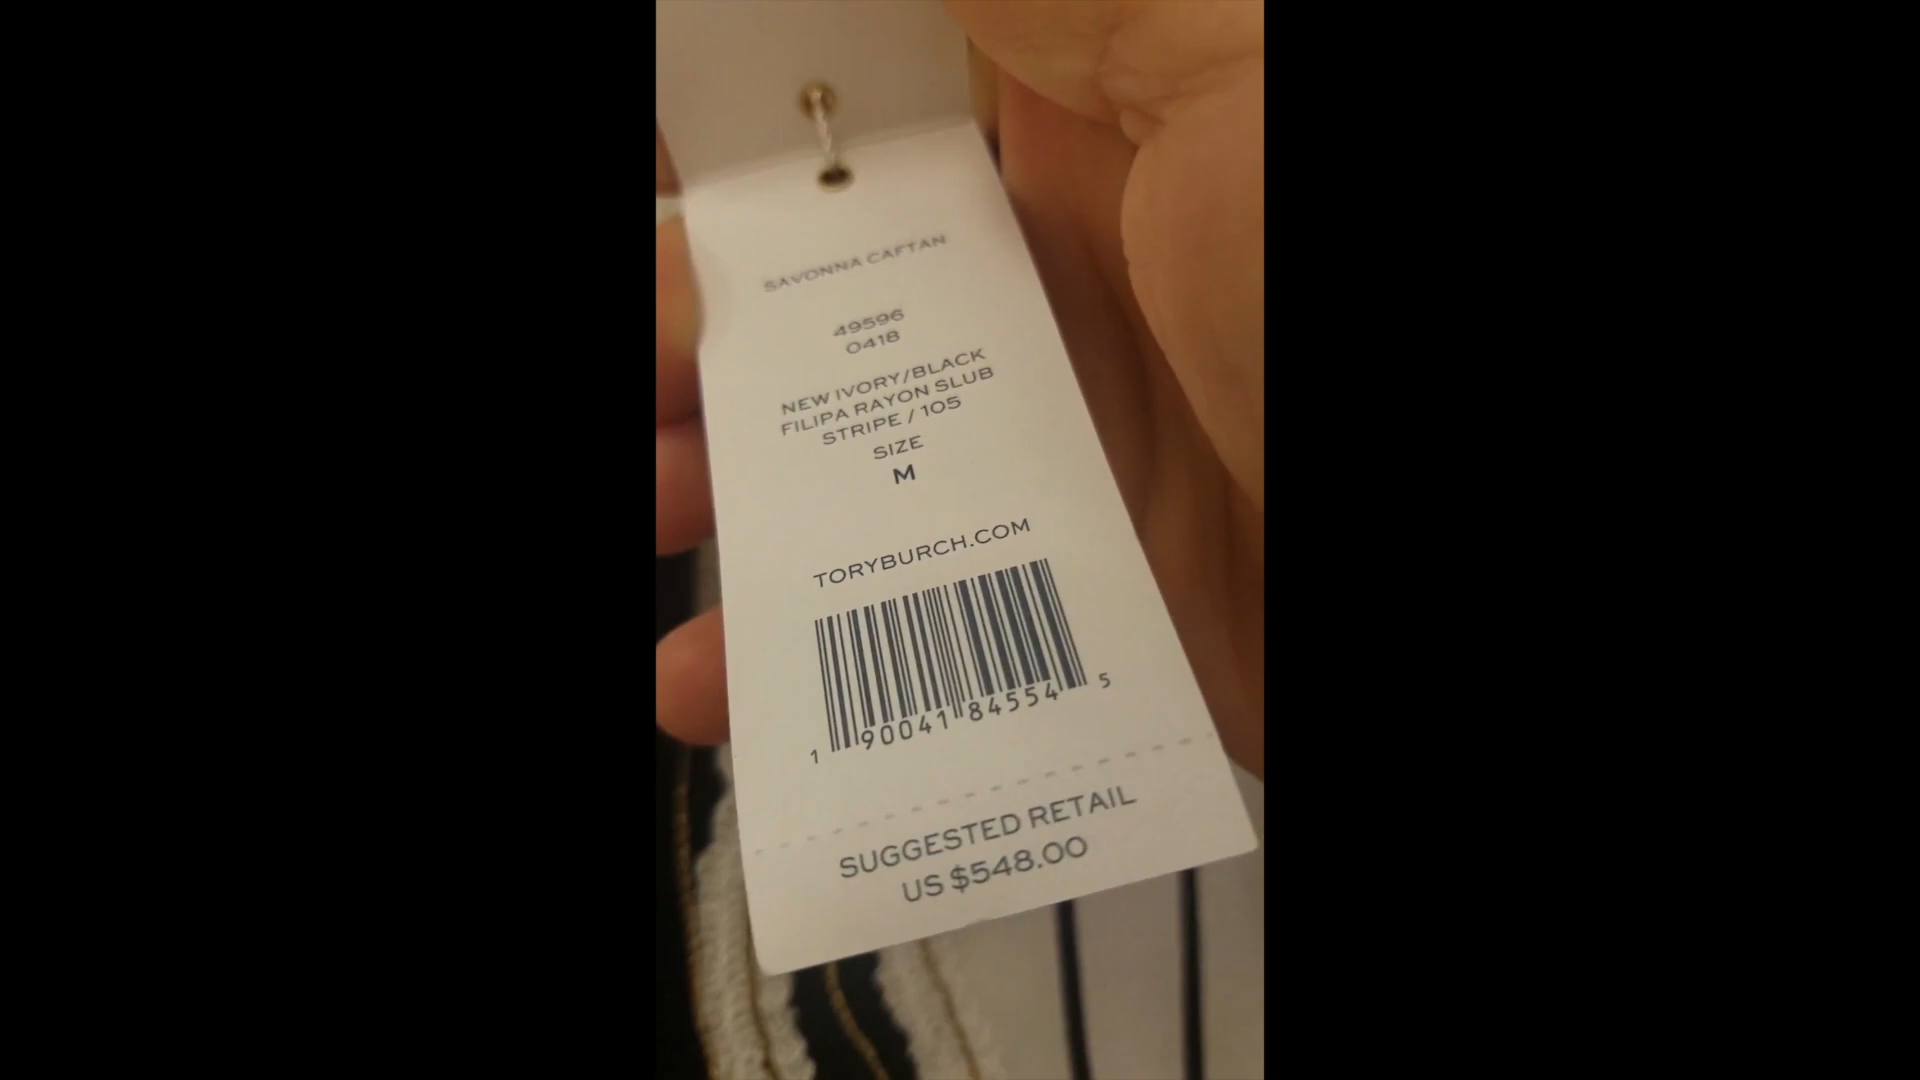 SAVONNA CAFTAN
49596
0418
NEW IVORY/BLACK
FILIPA RAYON SLUB
STRIPE / 105
SIZE
M
TORYBURCH.COM
1 90041 84554 5
SUGGESTED RETAIL
US $548.00